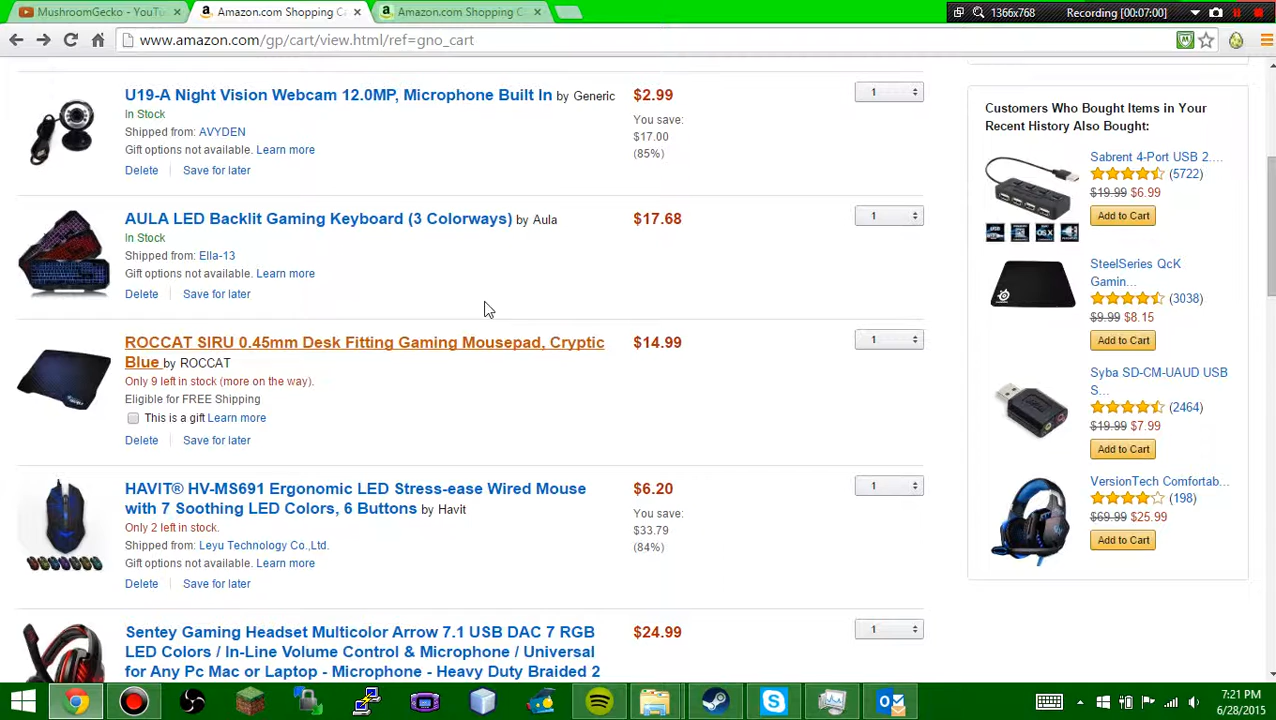 MushroomGecko - YouTu
Amazon.com Shopping C
Amazon.com Shopping C
1366x768
Recording [00:07:00]
www.amazon.com/gp/cart/view.html/ref=gno_cart
U19-A Night Vision Webcam 12.0MP, Microphone Built In by Generic
$2.99
1
In Stock
You save:
$17.00
(85%)
Shipped from: AVYDEN
Gift options not available. Learn more
Delete
Save for later
AULA LED Backlit Gaming Keyboard (3 Colorways) by Aula
$17.68
1
In Stock
Shipped from: Ella-13
Gift options not available. Learn more
Delete
Save for later
ROCCAT SIRU 0.45mm Desk Fitting Gaming Mousepad, Cryptic
Blue by ROCCAT
$14.99
1
Only 9 left in stock (more on the way).
Eligible for FREE Shipping
This is a gift Learn more
Delete
Save for later
HAVIT® HV-MS691 Ergonomic LED Stress-ease Wired Mouse
with 7 Soothing LED Colors, 6 Buttons by Havit
$6.20
1
You save:
$33.79
(84%)
Only 2 left in stock.
Shipped from: Leyu Technology Co.,Ltd.
Gift options not available. Learn more
Delete
Save for later
Sentey Gaming Headset Multicolor Arrow 7.1 USB DAC 7 RGB
LED Colors / In-Line Volume Control & Microphone / Universal
for Any Pc Mac or Laptop - Microphone - Heavy Duty Braided 2
$24.99
1
Customers Who Bought Items in Your
Recent History Also Bought:
Sabrent 4-Port USB 2....
(5722)
$19.99 $6.99
Add to Cart
SteelSeries QcK
Gamin...
(3038)
$9.99 $8.15
Add to Cart
Syba SD-CM-UAUD USB
S...
(2464)
$19.99 $7.99
Add to Cart
VersionTech Comfortab...
(198)
$69.99 $25.99
Add to Cart
7:21 PM
6/28/2015